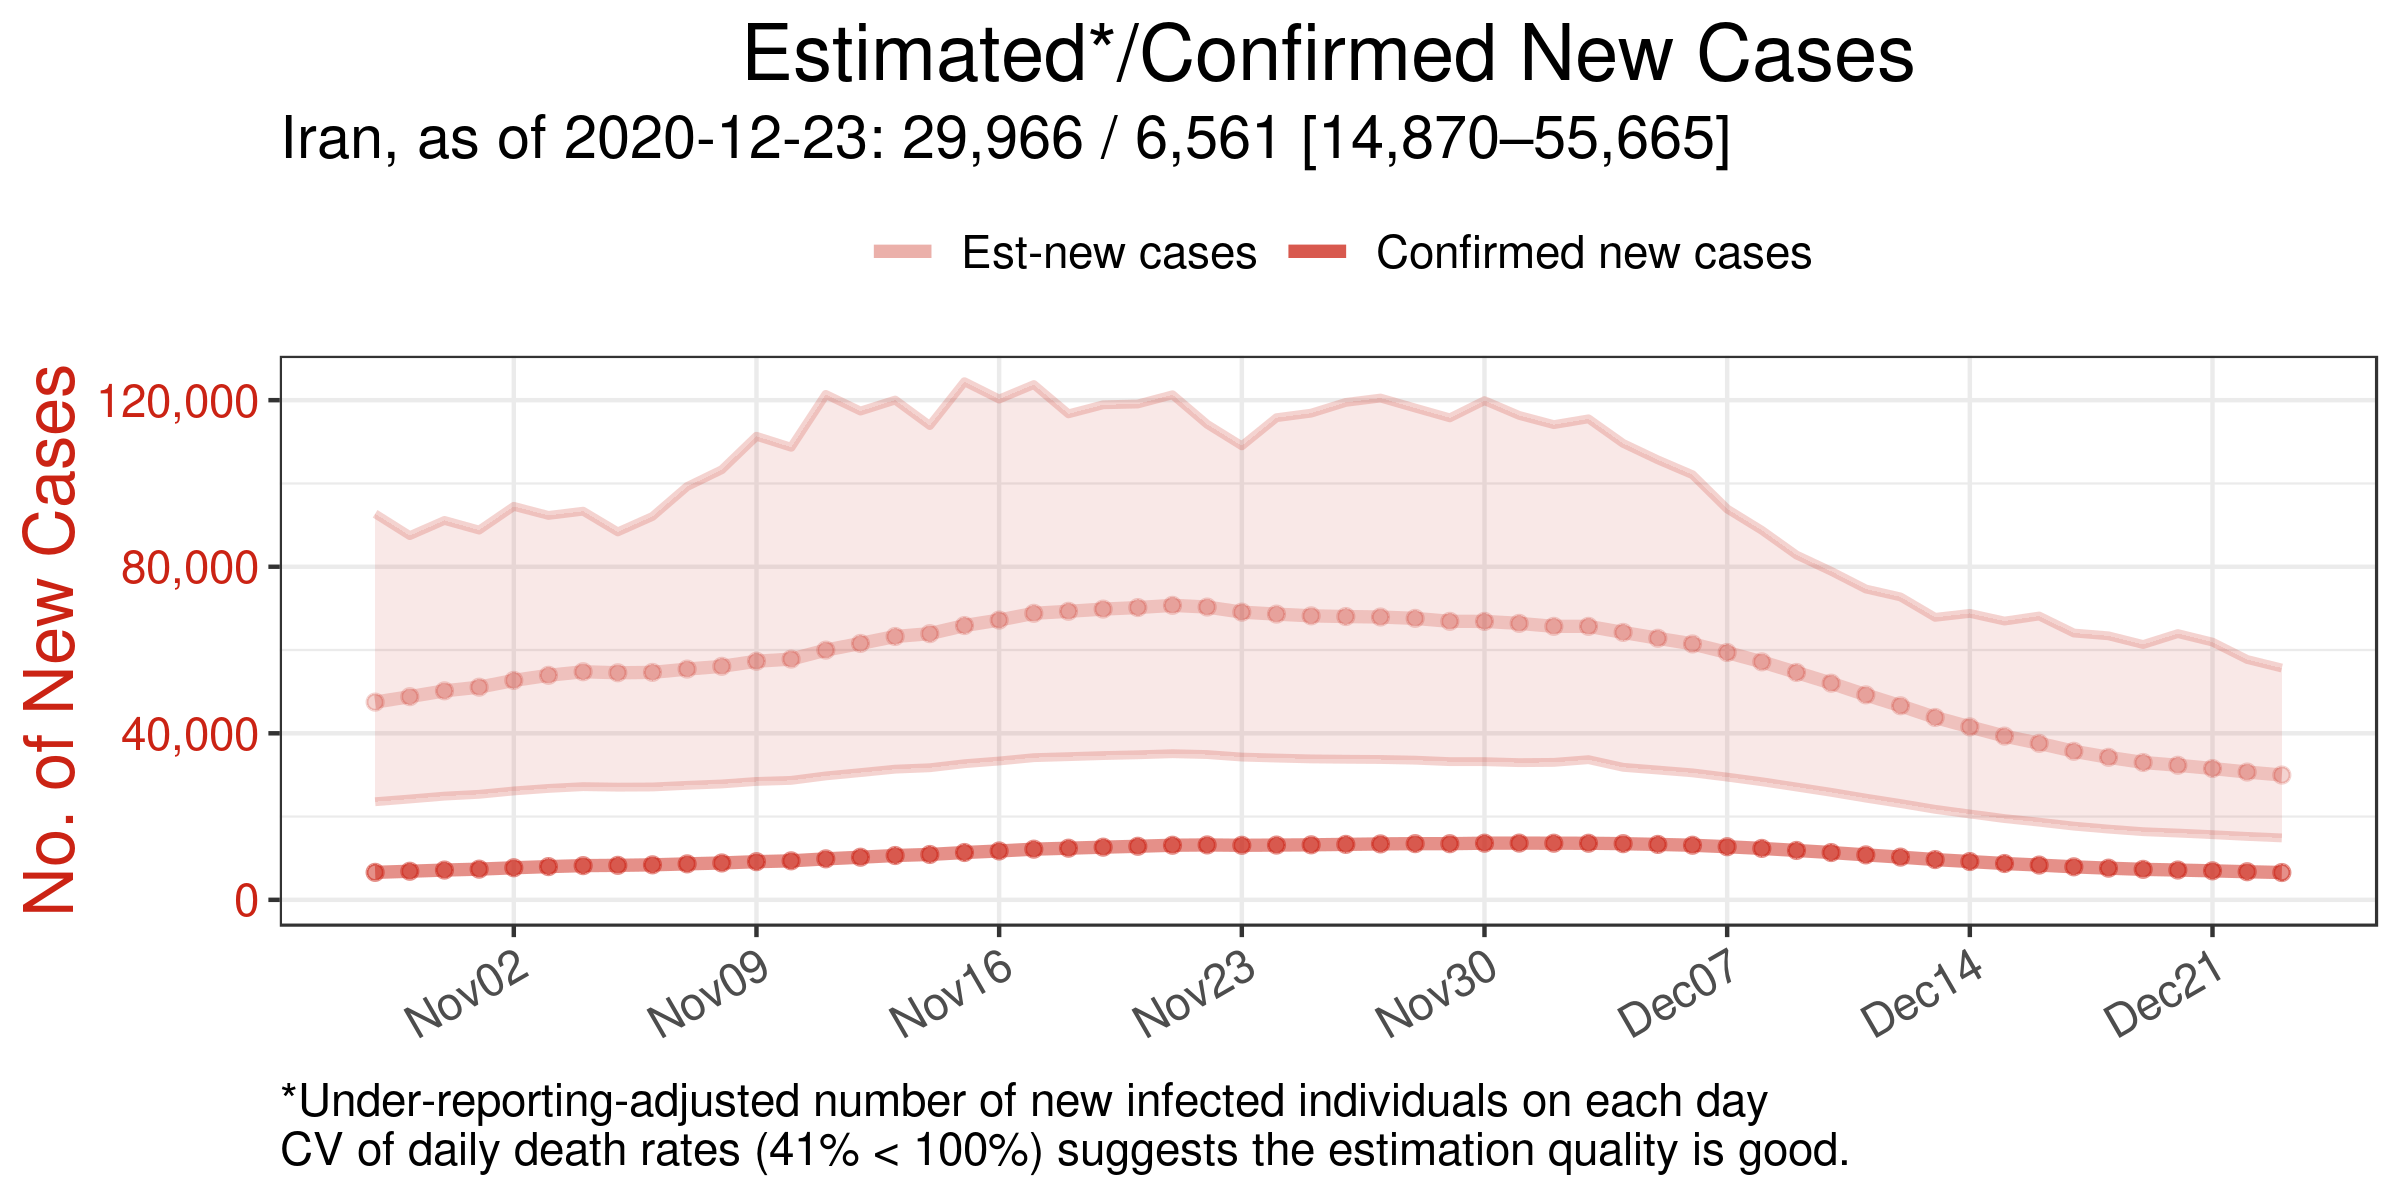 Estimated*/Confirmed New Cases
Iran, as of 2020-12-23: 29,966 / 6,561 [14,870–55,665]
Est-new cases
Confirmed new cases
No. of New Cases
120,000
80,000
40,000
0
Nov02
Nov09
Nov16
Nov23
Nov30
Dec07
Dec14
Dec21
*Under-reporting-adjusted number of new infected individuals on each day
CV of daily death rates (41% < 100%) suggests the estimation quality is good.